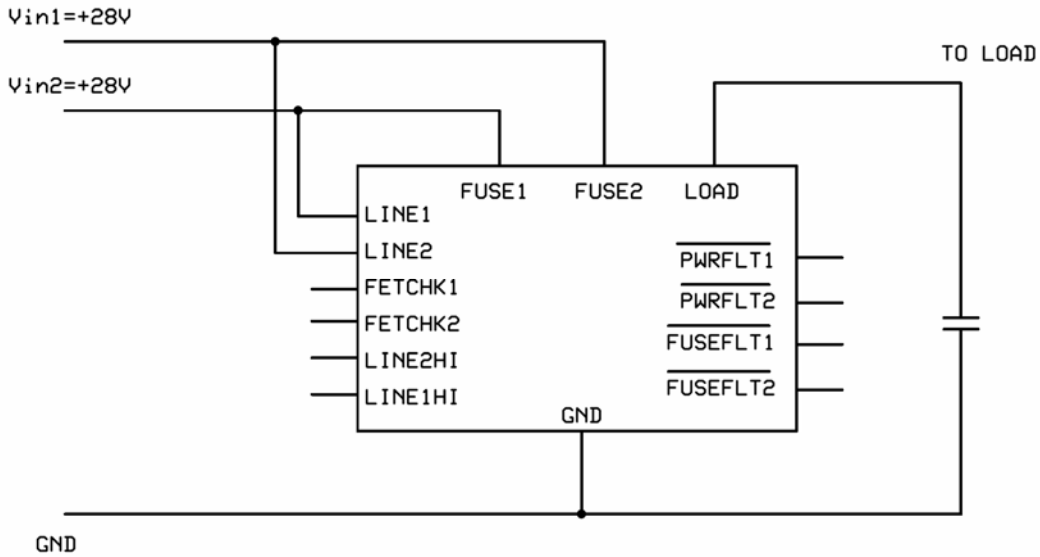 Vin1=+28V
TO LOAD
Vin2=+28V
FUSE1 FUSE2 LOAD
LINE1
LINE2
FETCHK1
FETCHK2
LINE2HI
LINE1HI
PWRFLT1
PWRFLT2
FUSEFLT1
FUSEFLT2
GND
GND